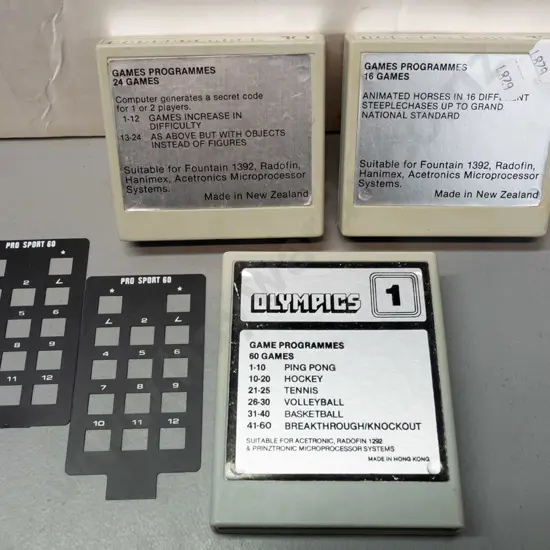 GAMES PROGRAMMES
24 GAMES
Computer generates a secret code
for 1 or 2 players.
1-12 GAMES INCREASE IN
DIFFICULTY
13-24 AS ABOVE BUT WITH OBJECTS
INSTEAD OF FIGURES
Suitable for Fountain 1392, Radofin,
Hanimex, Acetronics Microprocessor
Systems.
Made in New Zealand
GAMES PROGRAMMES
16 GAMES
ANIMATED HORSES IN 16
STEEPLECHASES UP TO GRAND
NATIONAL STANDARD
Suitable for Fountain 1392, Radofin,
Hanimex, Acetronics Microprocessor
Systems.
Made in New Zealand
1879
1879
PRO SPORT 60
* 
2
5
8
9
11 12
PRO SPORT 60
* *
2
4 5 6
7 8 9
10 11 12
OLYMPICS 1
GAME PROGRAMMES
60 GAMES
1-10 PING PONG
10-20 HOCKEY
21-25 TENNIS
26-30 VOLLEYBALL
31-40 BASKETBALL
41-60 BREAKTHROUGH/KNOCKOUT
SUITABLE FOR ACETRONIC, RADOFIN 1292
& PRINZTRONIC MICROPROCESSOR SYSTEMS
MADE IN HONG KONG